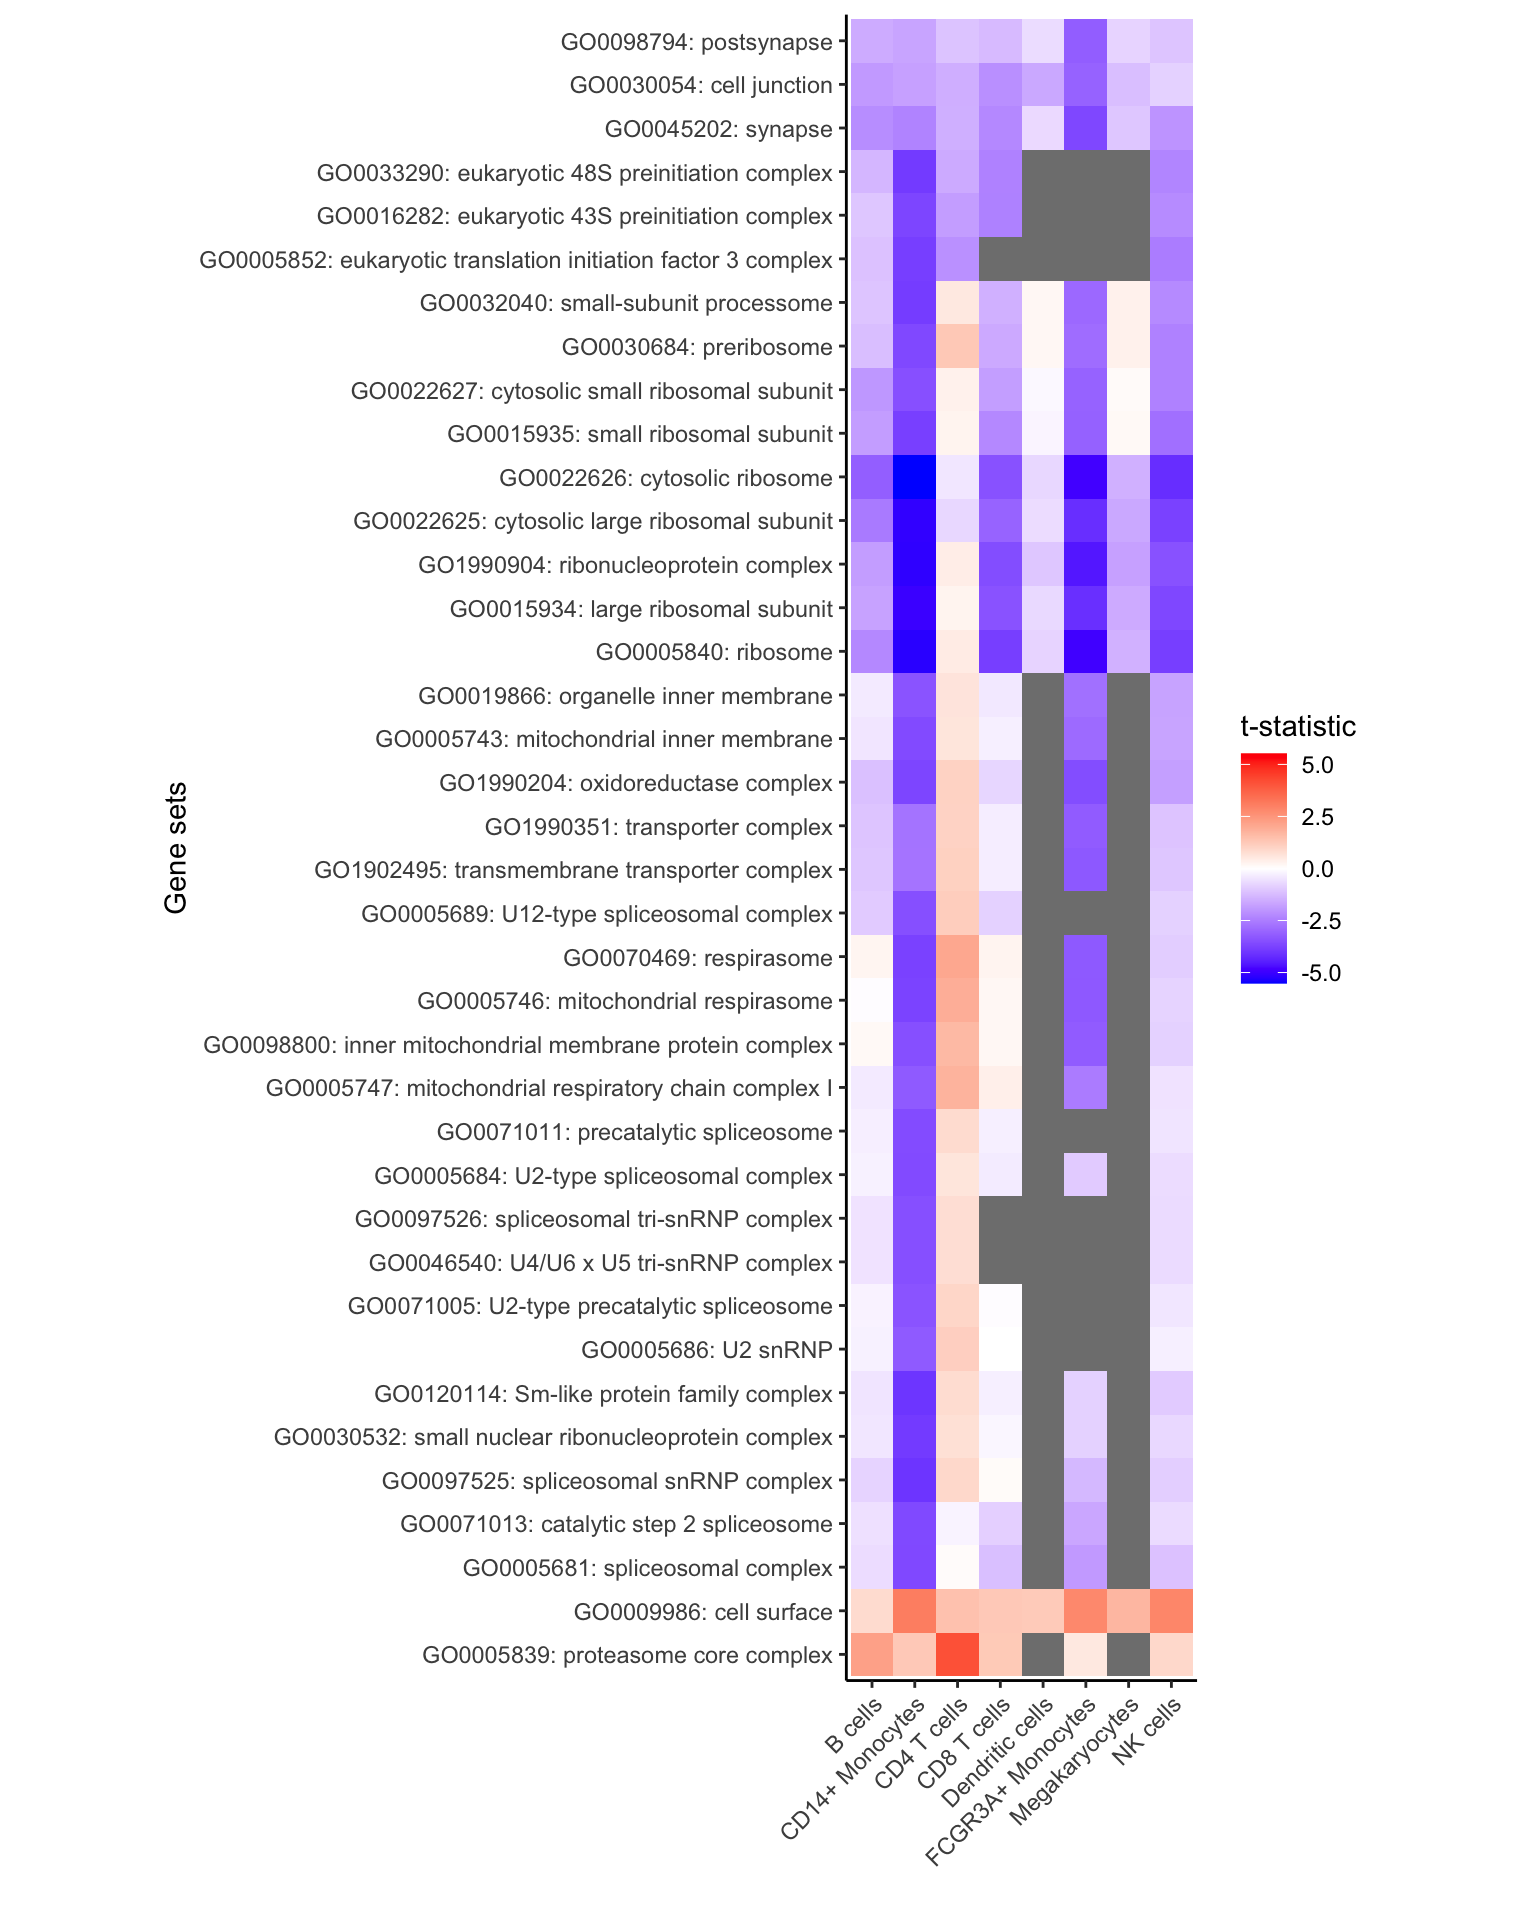 GO0098794: postsynapse
GO0030054: cell junction
GO0045202: synapse
GO0033290: eukaryotic 48S preinitiation complex
GO0016282: eukaryotic 43S preinitiation complex
GO0005852: eukaryotic translation initiation factor 3 complex
GO0032040: small-subunit processome
GO0030684: preribosome
GO0022627: cytosolic small ribosomal subunit
GO0015935: small ribosomal subunit
GO0022626: cytosolic ribosome
GO0022625: cytosolic large ribosomal subunit
GO1990904: ribonucleoprotein complex
GO0015934: large ribosomal subunit
GO0005840: ribosome
GO0019866: organelle inner membrane
GO0005743: mitochondrial inner membrane
GO1990204: oxidoreductase complex
GO1990351: transporter complex
GO1902495: transmembrane transporter complex
GO0005689: U12-type spliceosomal complex
GO0070469: respirasome
GO0005746: mitochondrial respirasome
GO0098800: inner mitochondrial membrane protein complex
GO0005747: mitochondrial respiratory chain complex I
GO0071011: precatalytic spliceosome
GO0005684: U2-type spliceosomal complex
GO0097526: spliceosomal tri-snRNP complex
GO0046540: U4/U6 x U5 tri-snRNP complex
GO0071005: U2-type precatalytic spliceosome
GO0005686: U2 snRNP
GO0120114: Sm-like protein family complex
GO0030532: small nuclear ribonucleoprotein complex
GO0097525: spliceosomal snRNP complex
GO0071013: catalytic step 2 spliceosome
GO0005681: spliceosomal complex
GO0009986: cell surface
GO0005839: proteasome core complex
Gene sets
B cells
CD14+ Monocytes
CD4 T cells
CD8 T cells
Dendritic cells
FCGR3A+ Monocytes
Megakaryocytes
NK cells
t-statistic
5.0
2.5
0.0
-2.5
-5.0